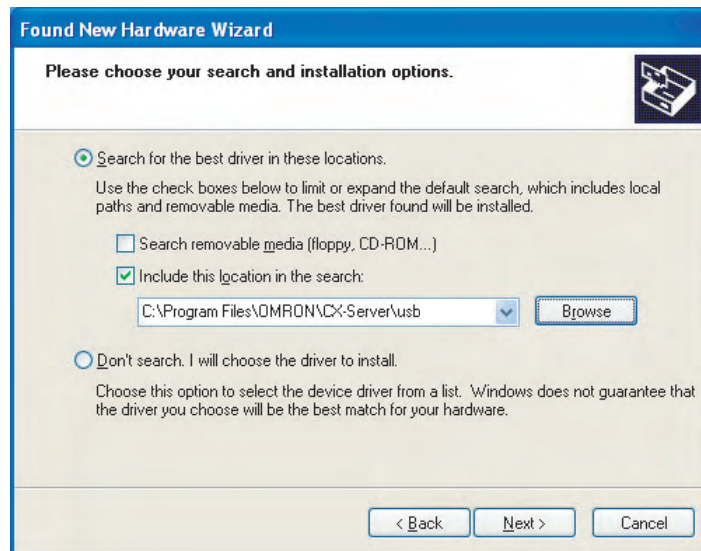 Found New Hardware Wizard
Please choose your search and installation options.
Search for the best driver in these locations.
Use the check boxes below to limit or expand the default search, which includes local
paths and removable media. The best driver found will be installed.
Search removable media (floppy, CD-ROM...)
Include this location in the search:
C:\Program Files\OMRON\CX-Server\usb
Browse
Don't search. I will choose the driver to install.
Choose this option to select the device driver from a list. Windows does not guarantee that
the driver you choose will be the best match for your hardware.
< Back
Next >
Cancel